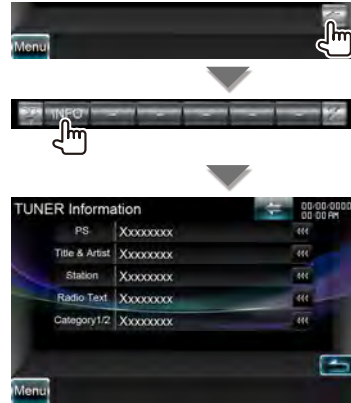 Menu
INFO
TUNER Information
00/00/0000
00:00 AM
PS
Xxxxxxxx
Title & Artist
Xxxxxxxx
Station
Xxxxxxxx
Radio Text
Xxxxxxxx
Category1/2
Xxxxxxxx
Menu